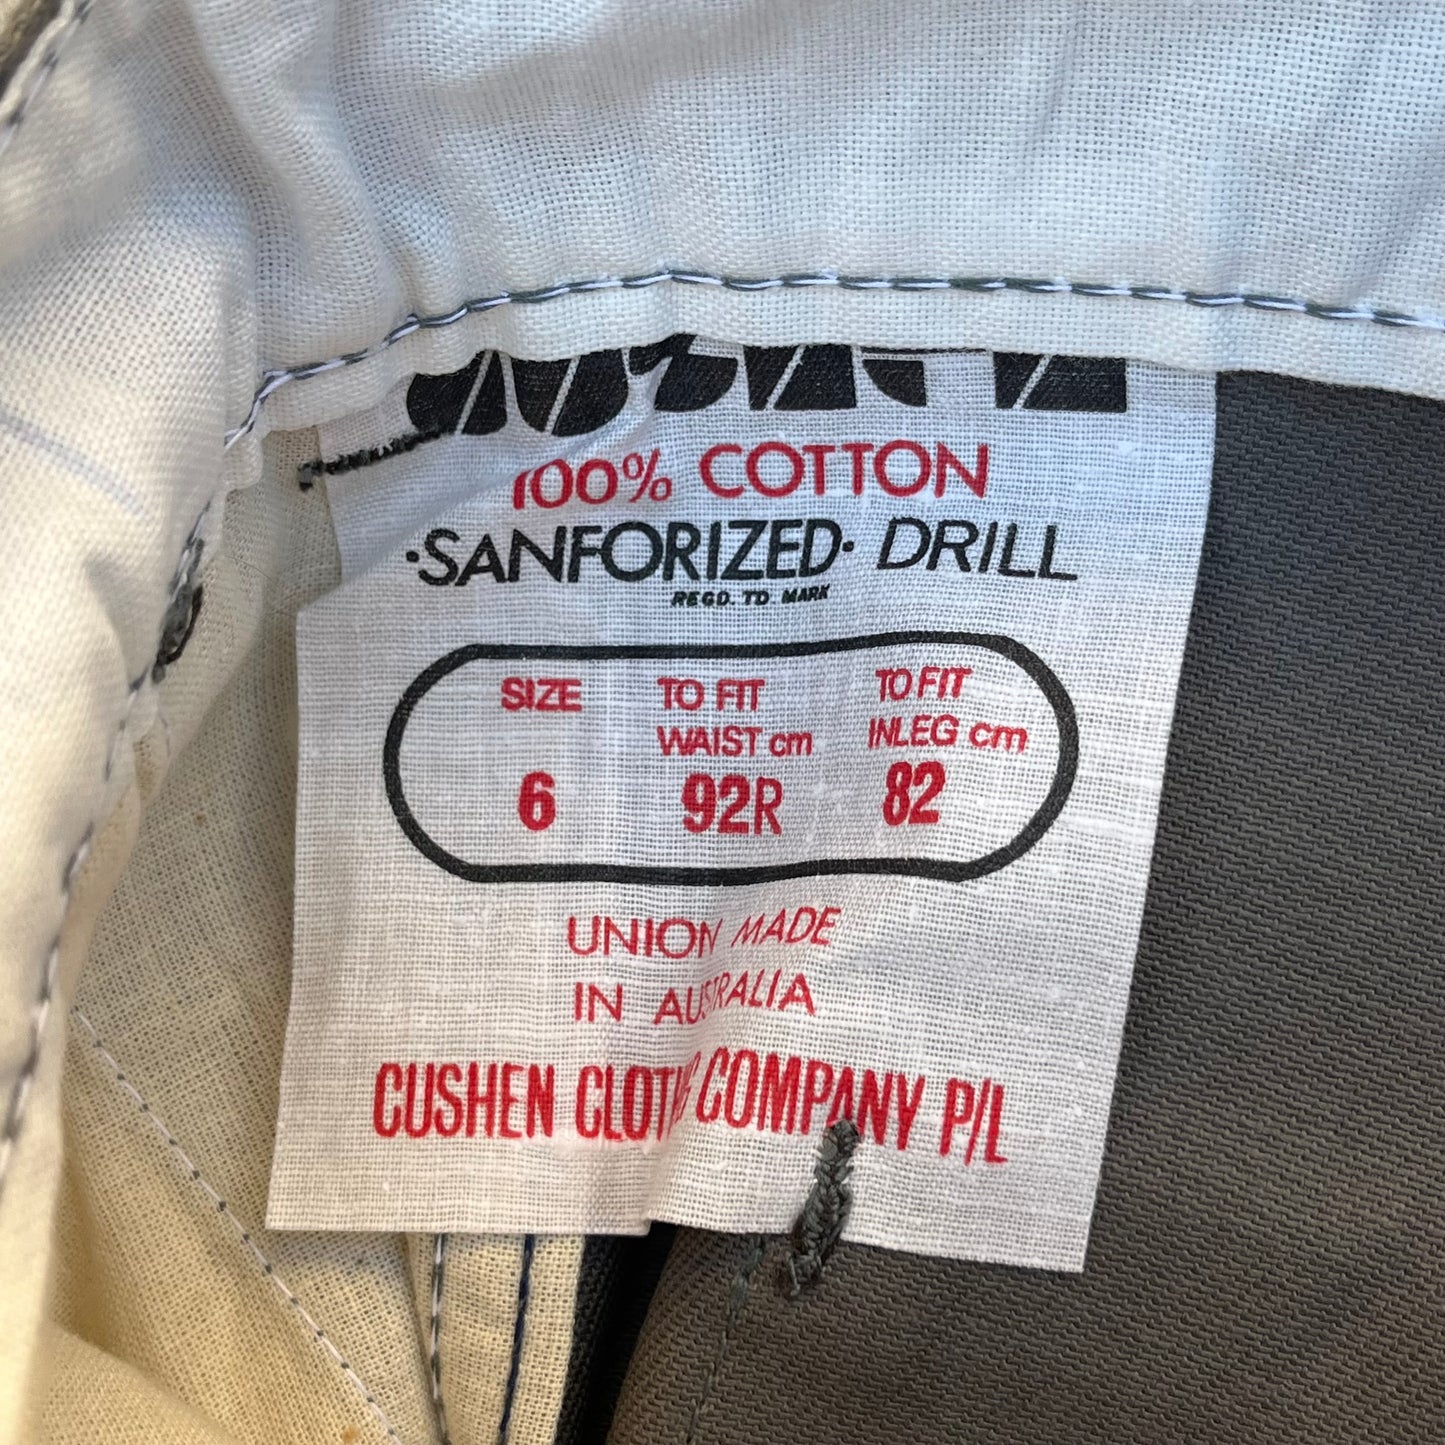 100% COTTON
·SANFORIZED· DRILL
REGD. TD. MARK
SIZE TO FIT WAIST cm TO FIT INLEG cm
6 92R 82
UNION MADE
IN AUSTRALIA
CUSHEN CLOTHING COMPANY P/L